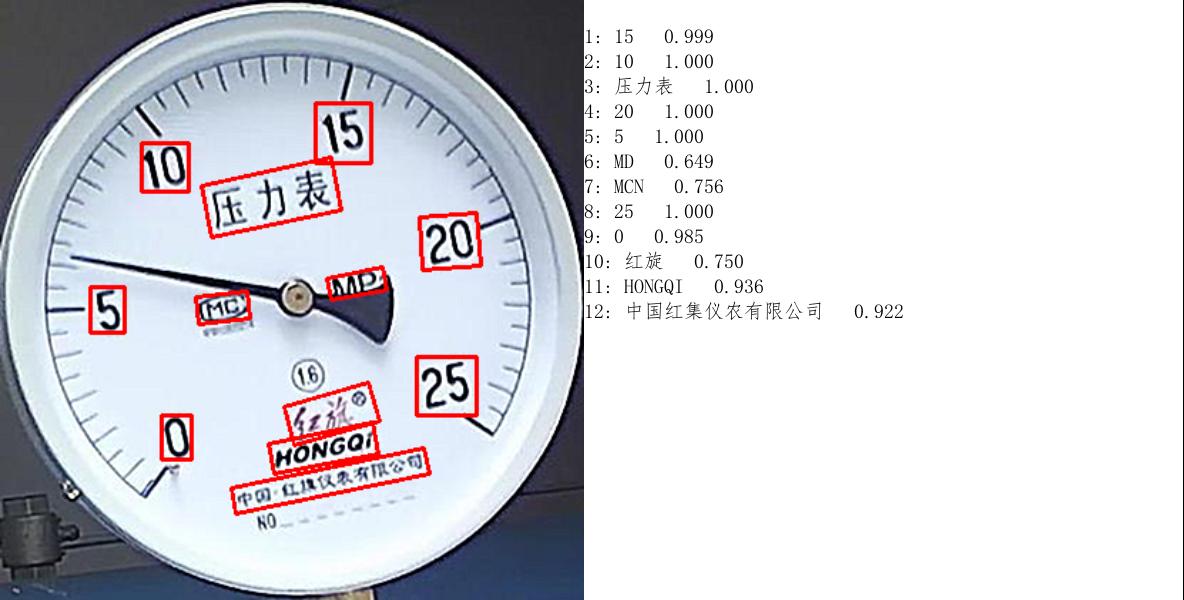 15
10
压力表
20
MP
5
MC
1.6
25
红旗®
0
HONGQi
中国·红旗仪表有限公司
NO
1: 15 0.999
2: 10 1.000
3: 压力表 1.000
4: 20 1.000
5: 5 1.000
6: MD 0.649
7: MCN 0.756
8: 25 1.000
9: 0 0.985
10: 红旋 0.750
11: HONGQI 0.936
12: 中国红集仪农有限公司 0.922